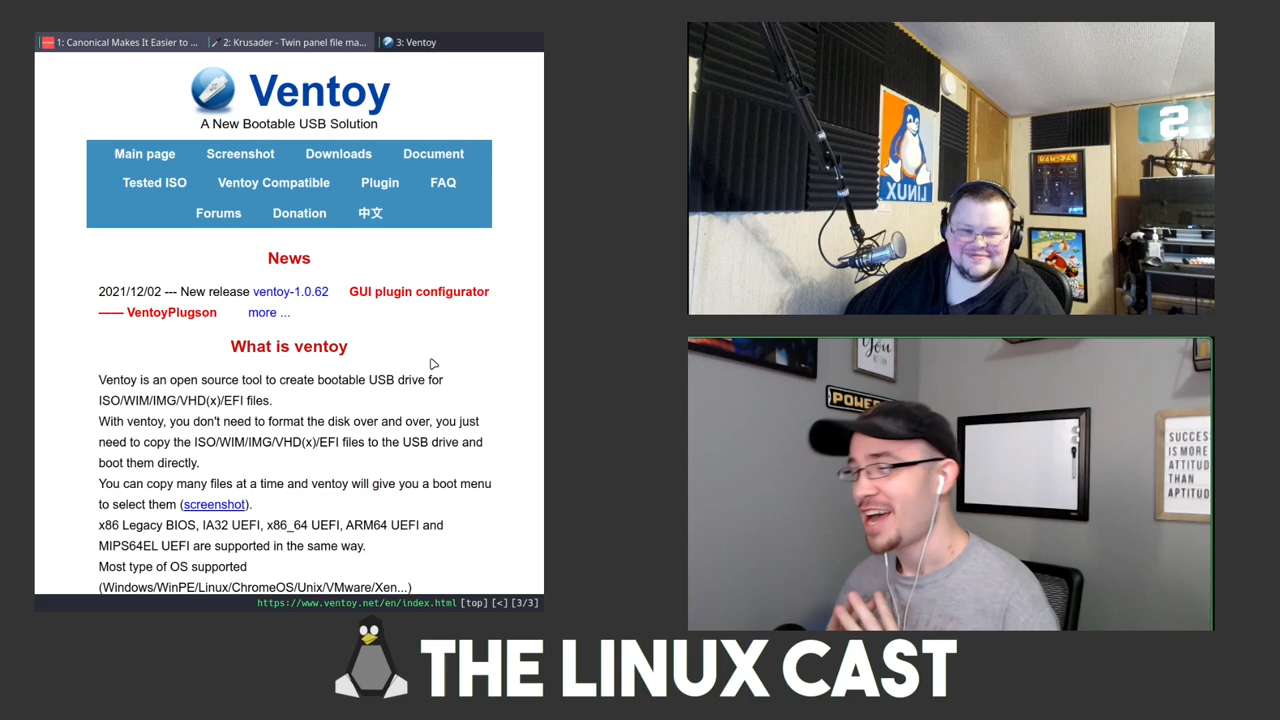 1: Canonical Makes It Easier to ... 2: Krusader - Twin panel file ma... 3: Ventoy
Ventoy
A New Bootable USB Solution
Main page Screenshot Downloads Document
Tested ISO Ventoy Compatible Plugin FAQ
Forums Donation 中文
News
2021/12/02 --- New release ventoy-1.0.62 GUI plugin configurator
—— VentoyPlugson more ...
What is ventoy
Ventoy is an open source tool to create bootable USB drive for
ISO/WIM/IMG/VHD(x)/EFI files.
With ventoy, you don't need to format the disk over and over, you just
need to copy the ISO/WIM/IMG/VHD(x)/EFI files to the USB drive and
boot them directly.
You can copy many files at a time and ventoy will give you a boot menu
to select them (screenshot).
x86 Legacy BIOS, IA32 UEFI, x86_64 UEFI, ARM64 UEFI and
MIPS64EL UEFI are supported in the same way.
Most type of OS supported
(Windows/WinPE/Linux/ChromeOS/Unix/VMware/Xen...)
https://www.ventoy.net/en/index.html [top] [<] [3/3]
LINUX
You
POWER
SUCCES
IS MORE
ATTITUD
THAN
APTITUD
THE LINUX CAST